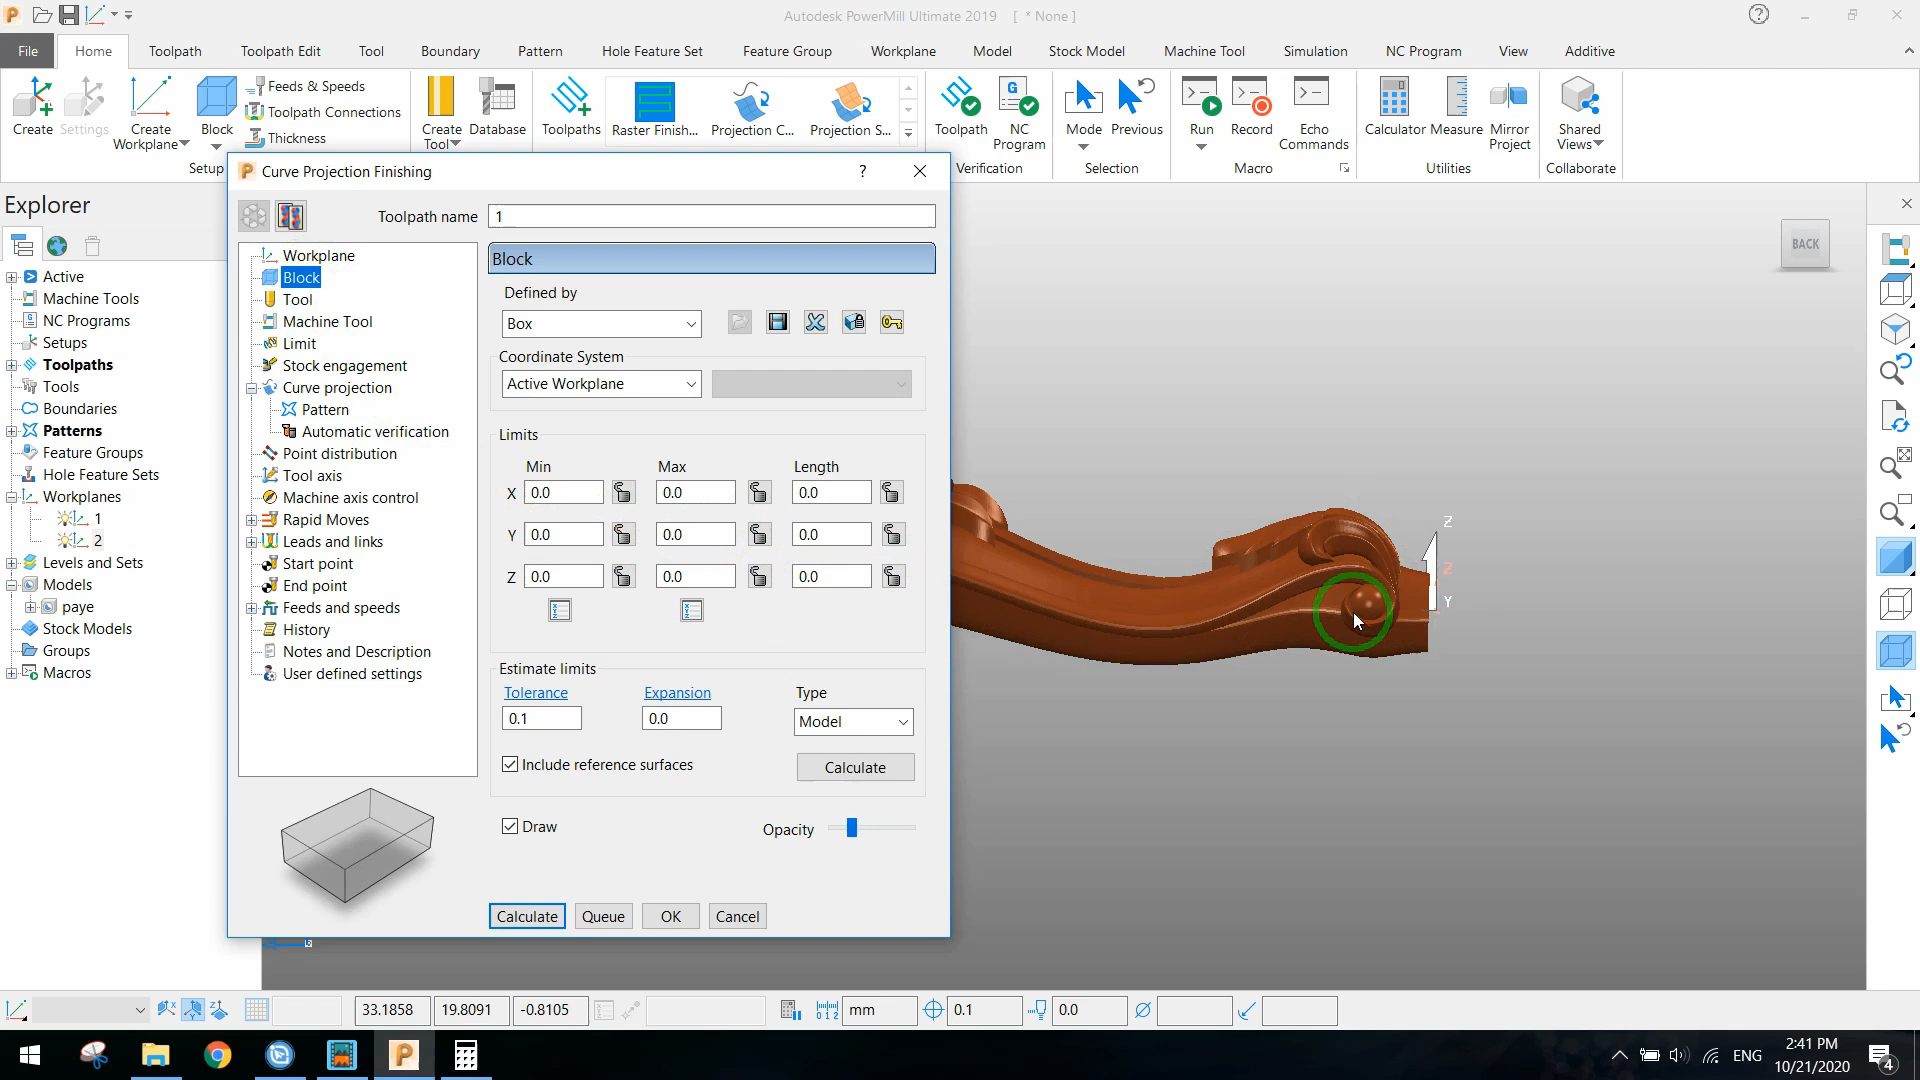 Autodesk PowerMill Ultimate 2019 [ * None ]
File
Home
Toolpath
Toolpath Edit
Tool
Boundary
Pattern
Hole Feature Set
Feature Group
Workplane
Model
Stock Model
Machine Tool
Simulation
NC Program
View
Additive
Create
Settings
Create Workplane
Block
Feeds & Speeds
Toolpath Connections
Thickness
Setup
Create Tool
Database
Toolpaths
Raster Finish...
Projection C...
Projection S...
Toolpath
NC Program
Verification
Mode
Previous
Selection
Run
Record
Echo Commands
Macro
Calculator
Measure
Mirror Project
Utilities
Shared Views
Collaborate
Explorer
Active
Machine Tools
NC Programs
Setups
Toolpaths
Tools
Boundaries
Patterns
Feature Groups
Hole Feature Sets
Workplanes
1
2
Levels and Sets
Models
paye
Stock Models
Groups
Macros
Curve Projection Finishing
?
Toolpath name
1
Workplane
Block
Tool
Machine Tool
Limit
Stock engagement
Curve projection
Pattern
Automatic verification
Point distribution
Tool axis
Machine axis control
Rapid Moves
Leads and links
Start point
End point
Feeds and speeds
History
Notes and Description
User defined settings
Block
Defined by
Box
Coordinate System
Active Workplane
Limits
Min Max Length
X 0.0 0.0 0.0
Y 0.0 0.0 0.0
Z 0.0 0.0 0.0
Estimate limits
Tolerance Expansion Type
0.1 0.0 Model
Include reference surfaces
Calculate
Draw
Opacity
Calculate Queue OK Cancel
BACK
Z
Z
Y
33.1858 19.8091 -0.8105
mm 0.1 0.0
ENG
2:41 PM
10/21/2020
4